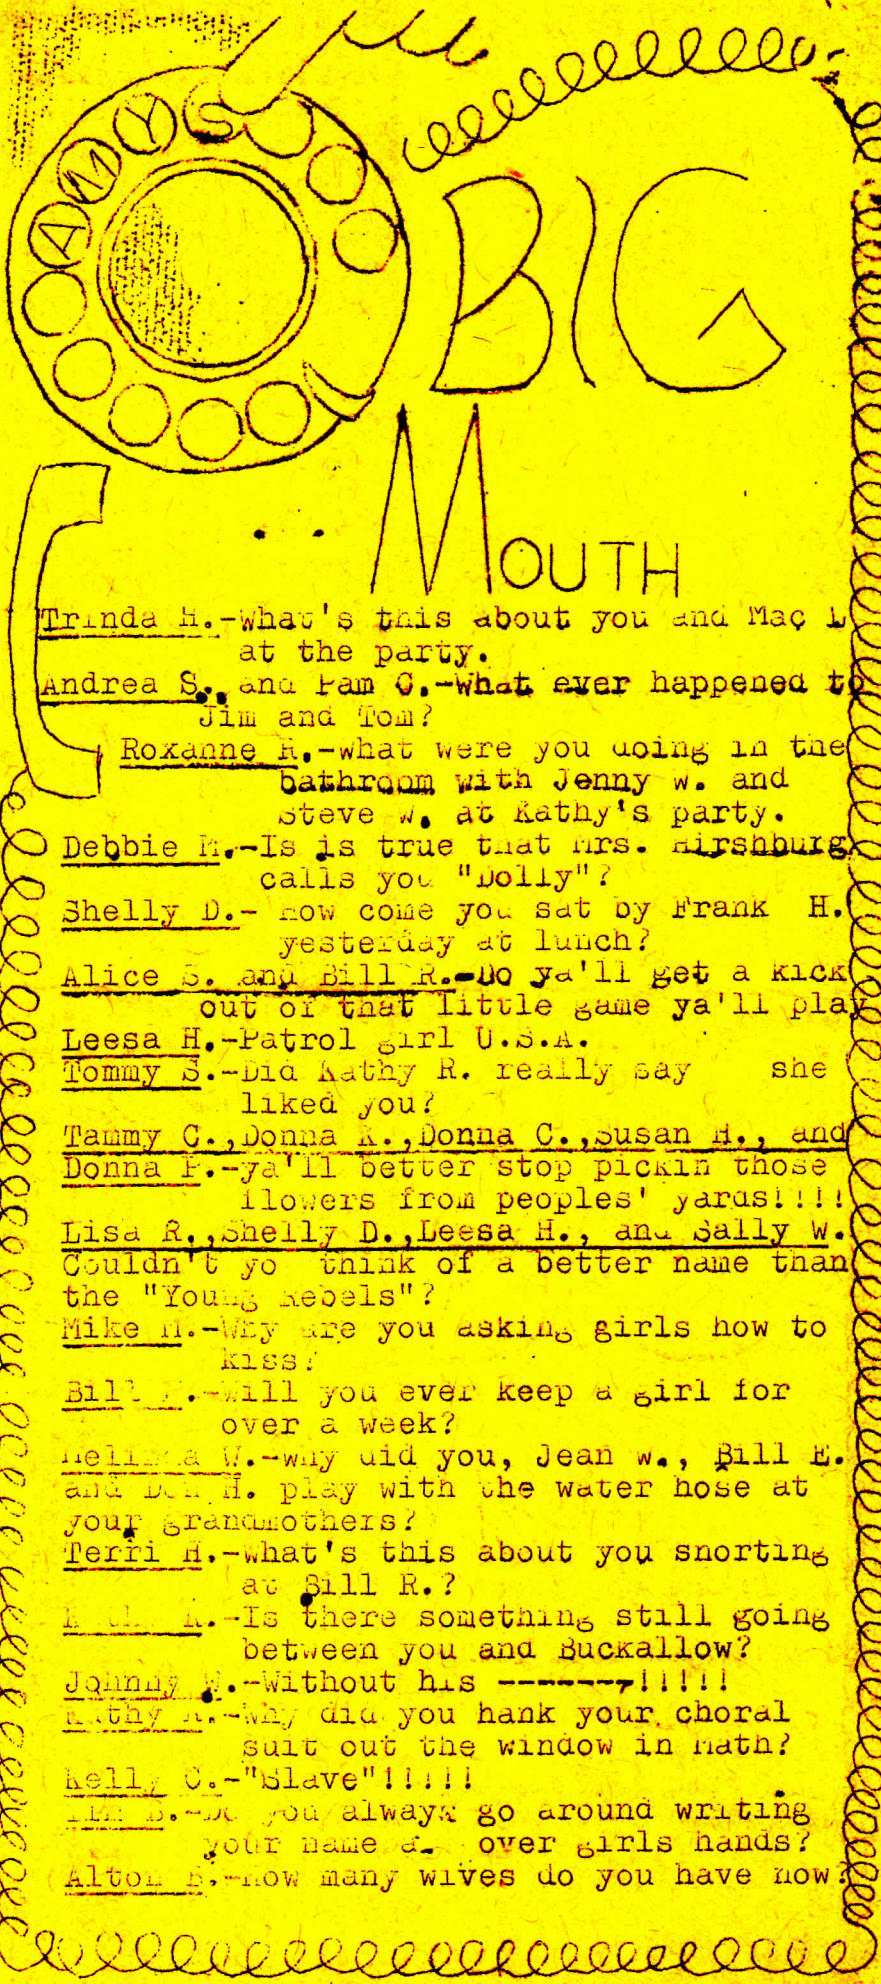 AMYS
BIG
MOUTH
Trinda H.-What's this about you and Mac L
at the party.
Andrea S., and Pam C.-What ever happened to
Jim and Tom?
Roxanne R.-what were you doing in the
bathroom with Jenny W. and
Steve W. at Kathy's party.
Debbie M.-Is is true that Mrs. Hirshburg
calls you "Dolly"?
Shelly D.- How come you sat by Frank H.
yesterday at lunch?
Alice S. and Bill R.-Do ya'll get a kick
out of that little game ya'll play
Leesa H.-Patrol girl U.S.A.
Tommy S.-Did Kathy R. really say she
liked you?
Tammy C.,Donna K.,Donna C.,Susan H., and
Donna P.-ya'll better stop pickin those
flowers from peoples' yards!!!!
Lisa R.,Shelly D.,Leesa H., and Sally W.
Couldn't yo think of a better name than
the "Young Rebels"?
Mike M.-Why are you asking girls how to
kiss?
Bill .-Will you ever keep a girl for
over a week?
Melinda W.-why did you, Jean W., Bill E.
and H. play with the water hose at
your grandmothers?
Terri H.-What's this about you snorting
at Bill R.?
-Is there something still going
between you and Buckallow?
Johnny W.-Without his -------!!!!!
Kathy R.-Why did you hank your choral
suit out the window in Math?
Kelly C.-"Slave"!!!!!
B.-Do you always go around writing
your name over girls hands?
Alton B.-How many wives do you have now?